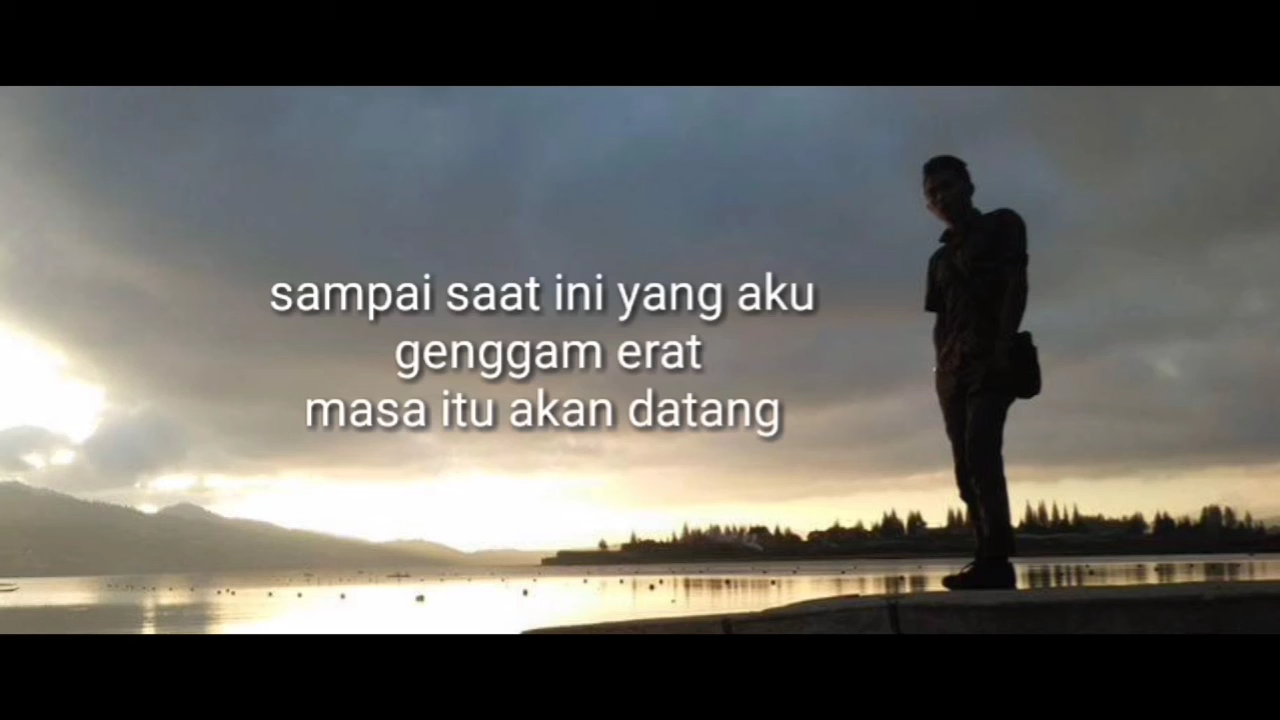 sampai saat ini yang aku
genggam erat
masa itu akan datang